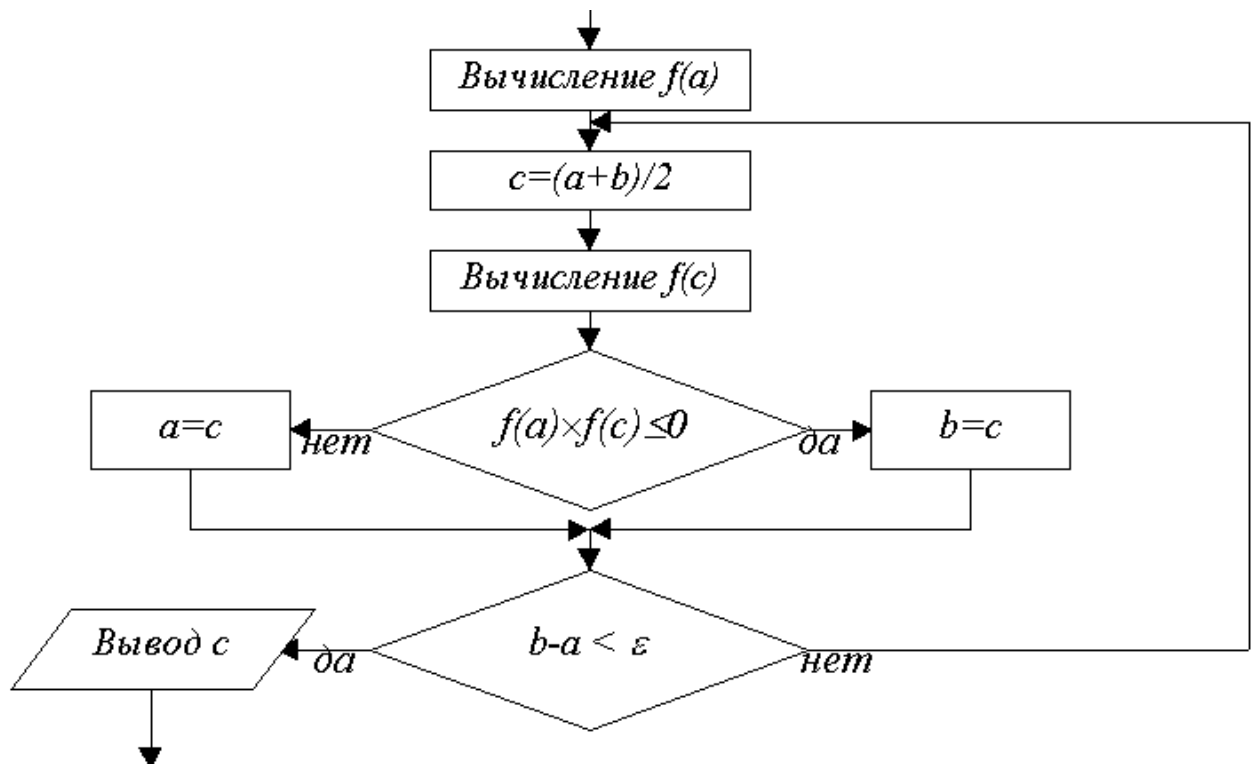 Вычисление f(a)
c=(a+b)/2
Вычисление f(c)
f(a)×f(c)≤0
нет
да
a=c
b=c
b-a < ε
да
нет
Вывод c